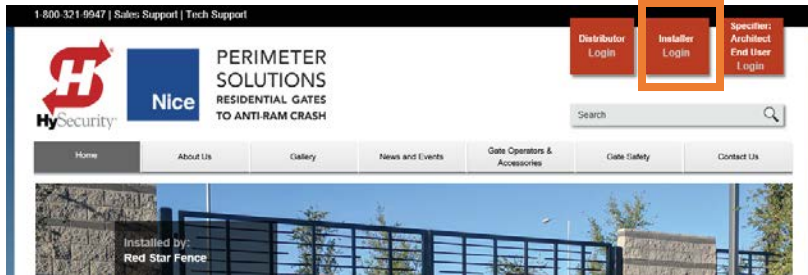 1-800-321-9947 | Sales Support | Tech Support
Distributor
Login
Installer
Login
Specifier:
Architect
End User
Login
H
HySecurity
Nice
PERIMETER
SOLUTIONS
RESIDENTIAL GATES
TO ANTI-RAM CRASH
Search
Home
About Us
Gallery
News and Events
Gate Operators &
Accessories
Gate Safety
Contact Us
Installed by:
Red Star Fence